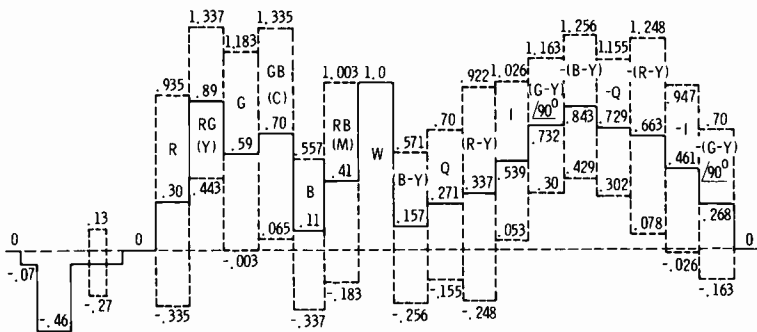 1.337
1.335
1.256
1.248
1.183
1.163
1.155
.935
1.003
1.0
.922
1.026
.947
GB
(C)
G
RG
(Y)
R
RB
(M)
W
B
(B-Y)
Q
(R-Y)
I
(G-Y)
/90°
-(B-Y)
-Q
-(R-Y)
-I
-(G-Y)
/90°
.89
.70
.59
.557
.571
.70
.732
.843
.729
.663
.70
.30
.443
.41
.11
.157
.271
.337
.539
.30
.429
.302
.461
.268
.13
0
0
.065
.053
.078
0
-.07
-.46
-.27
-.335
-.003
-.337
-.183
-.256
-.155
-.248
-.026
-.163